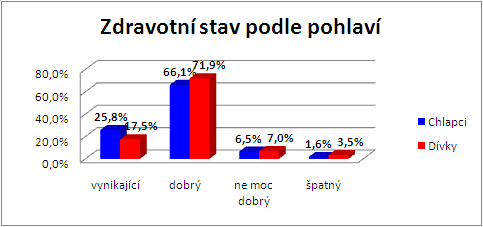 Zdravotní stav podle pohlaví
80,0%
60,0%
40,0%
20,0%
0,0%
25,8%
17,5%
66,1%
71,9%
6,5%
7,0%
1,6%
3,5%
vynikající
dobrý
ne moc
dobrý
špatný
Chlapci
Dívky